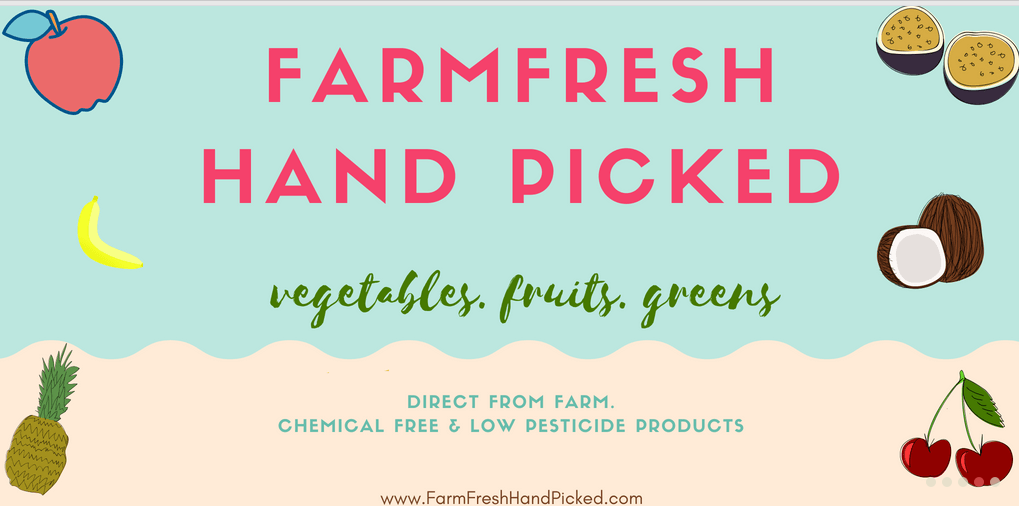 FARMFRESH
HAND PICKED
vegetables. fruits. greens
DIRECT FROM FARM.
CHEMICAL FREE & LOW PESTICIDE PRODUCTS
www.FarmFreshHandPicked.com